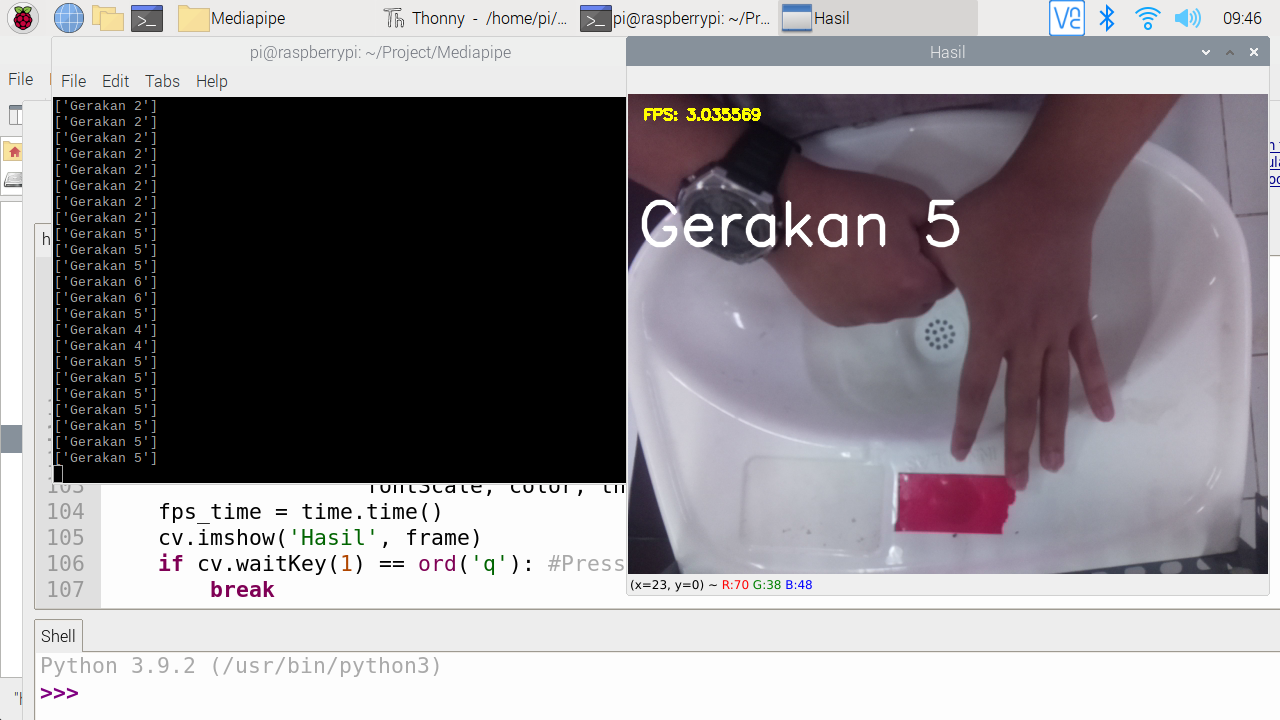 Mediapipe
Thonny - /home/pi/...
pi@raspberrypi: ~/Pr...
Hasil
09:46
pi@raspberrypi: ~/Project/Mediapipe
File Edit Tabs Help
File
['Gerakan 2']
['Gerakan 2']
['Gerakan 2']
['Gerakan 2']
['Gerakan 2']
['Gerakan 2']
['Gerakan 2']
['Gerakan 2']
['Gerakan 5']
['Gerakan 5']
['Gerakan 5']
['Gerakan 6']
['Gerakan 6']
['Gerakan 5']
['Gerakan 4']
['Gerakan 4']
['Gerakan 5']
['Gerakan 5']
['Gerakan 5']
['Gerakan 5']
['Gerakan 5']
['Gerakan 5']
['Gerakan 5']
Hasil
FPS: 3.035569
Gerakan 5
(x=23, y=0) ~ R:70 G:38 B:48
103 fontScale, color, th
104 fps_time = time.time()
105 cv.imshow('Hasil', frame)
106 if cv.waitKey(1) == ord('q'): #Press
107 break
Shell
Python 3.9.2 (/usr/bin/python3)
>>>